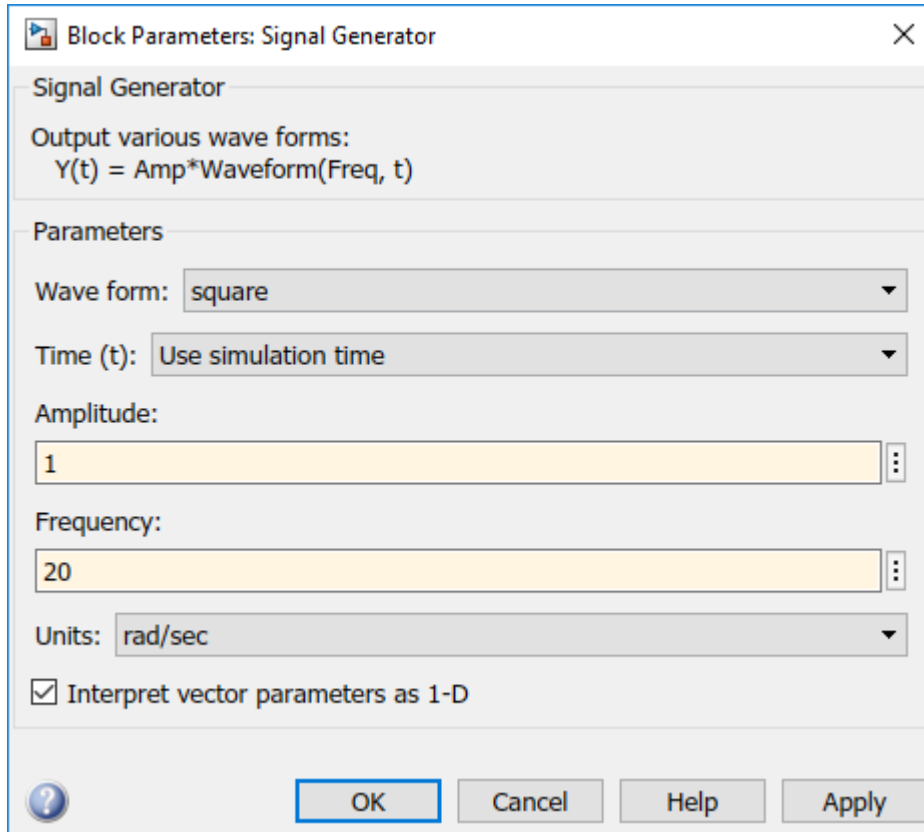 Block Parameters: Signal Generator
Signal Generator
Output various wave forms:
Y(t) = Amp*Waveform(Freq, t)
Parameters
Wave form: square
Time (t): Use simulation time
Amplitude:
1
Frequency:
20
Units: rad/sec
Interpret vector parameters as 1-D
? OK Cancel Help Apply